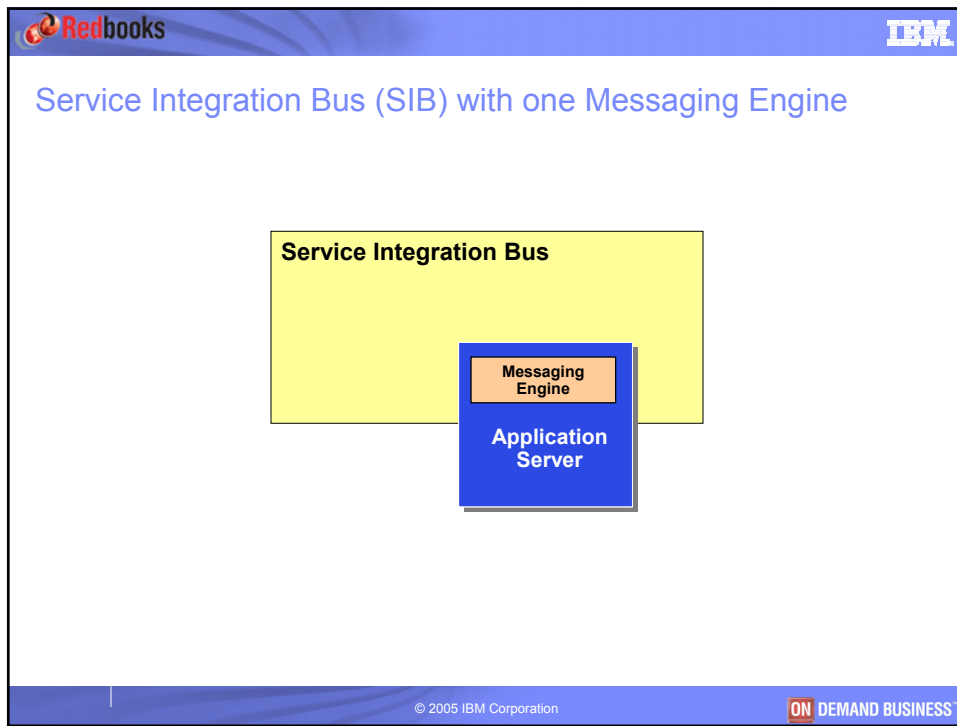 Redbooks
IBM
Service Integration Bus (SIB) with one Messaging Engine
Service Integration Bus
Messaging
Engine
Application
Server
© 2005 IBM Corporation
ON DEMAND BUSINESS™